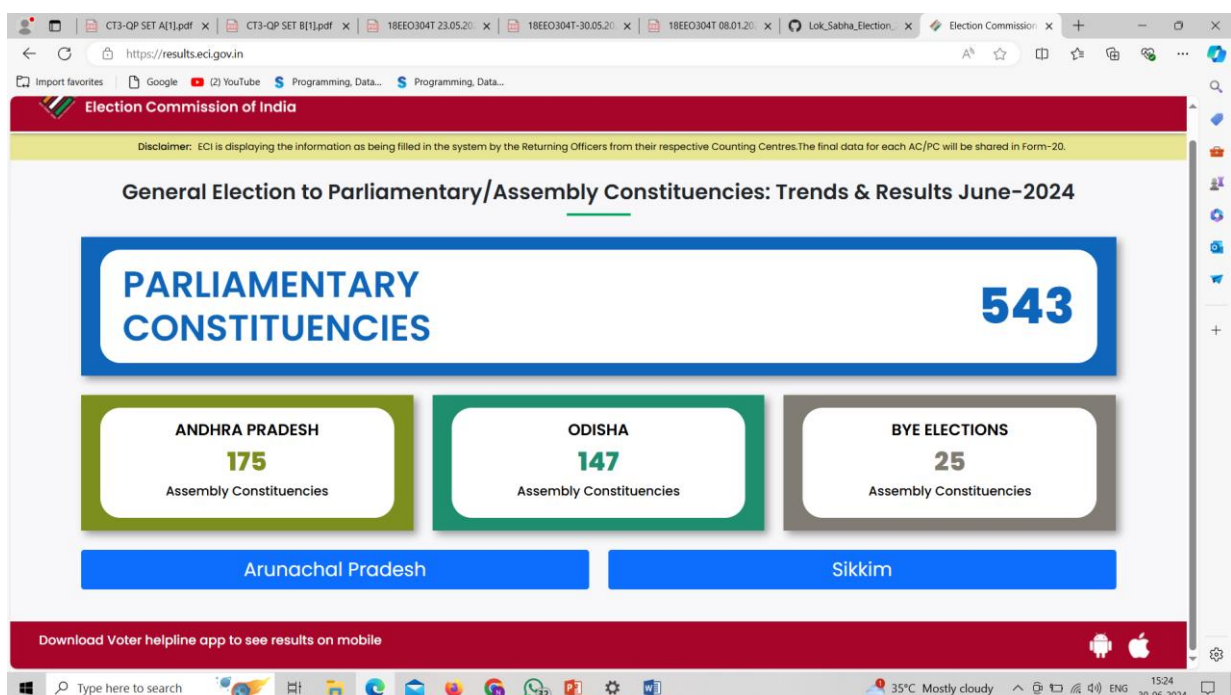 CT3-QP SET A[1].pdf
CT3-QP SET B[1].pdf
18EEO304T 23.05.20
18EEO304T-30.05.20
18EEO304T 08.01.20
Lok_Sabha_Election_
Election Commission
https://results.eci.gov.in
Import favorites Google (2) YouTube Programming, Data... Programming, Data...
Election Commission of India
Disclaimer: ECI is displaying the information as being filled in the system by the Returning Officers from their respective Counting Centres.The final data for each AC/PC will be shared in Form-20.
General Election to Parliamentary/Assembly Constituencies: Trends & Results June-2024
PARLIAMENTARY
CONSTITUENCIES
543
ANDHRA PRADESH
175
Assembly Constituencies
ODISHA
147
Assembly Constituencies
BYE ELECTIONS
25
Assembly Constituencies
Arunachal Pradesh
Sikkim
Download Voter helpline app to see results on mobile
Type here to search
35°C Mostly cloudy
ENG
15:24